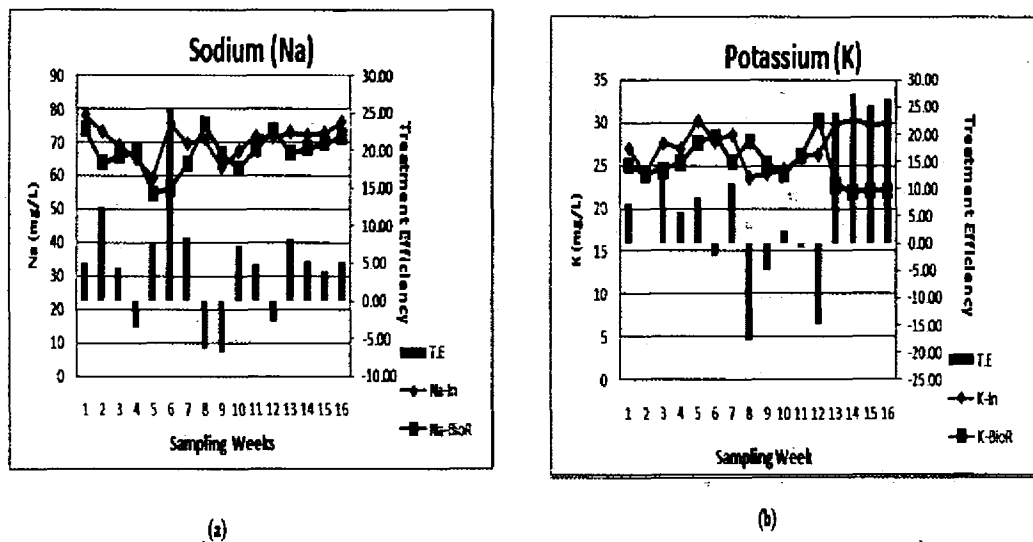 Sodium (Na)
90
80
70
60
50
40
30
20
10
0
Na (mg/L)
30.00
25.00
20.00
15.00
10.00
5.00
0.00
-5.00
-10.00
Treatment Efficiency
T.E
Na-In
Na-BioR
1 2 3 4 5 6 7 8 9 10 11 12 13 14 15 16
Sampling Weeks
(a)
Potassium (K)
35
30
25
20
15
10
5
0
K (mg/L)
30.00
25.00
20.00
15.00
10.00
5.00
0.00
-5.00
-10.00
-15.00
-20.00
-25.00
Treatment Efficiency
T.E
K-In
K-BioR
1 2 3 4 5 6 7 8 9 10 11 12 13 14 15 16
Sampling Week
(b)